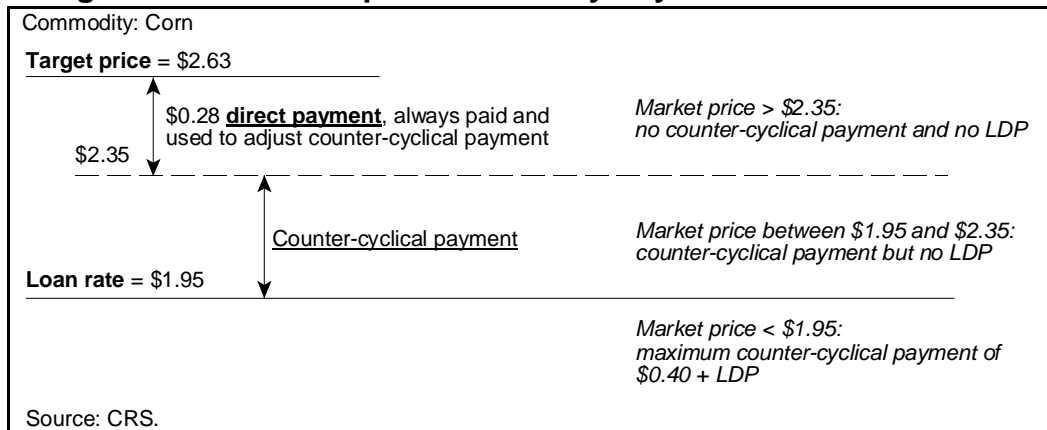 Commodity: Corn
Target price = $2.63
$0.28 direct payment, always paid and
used to adjust counter-cyclical payment
Market price > $2.35:
no counter-cyclical payment and no LDP
$2.35
Counter-cyclical payment
Market price between $1.95 and $2.35:
counter-cyclical payment but no LDP
Loan rate = $1.95
Market price < $1.95:
maximum counter-cyclical payment of
$0.40 + LDP
Source: CRS.